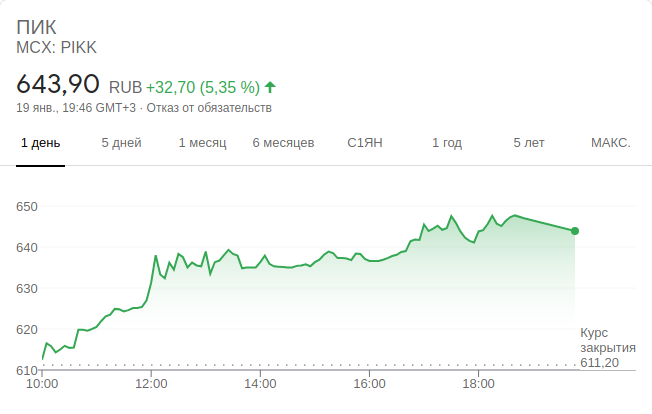 ПИК
MCX: PIKK
643,90 RUB +32,70 (5,35 %)
19 янв., 19:46 GMT+3 · Отказ от обязательств
1 день 5 дней 1 месяц 6 месяцев С1ЯН 1 год 5 лет МАКС.
650
640
630
620
Курс
закрытия
611,20
610
10:00 12:00 14:00 16:00 18:00